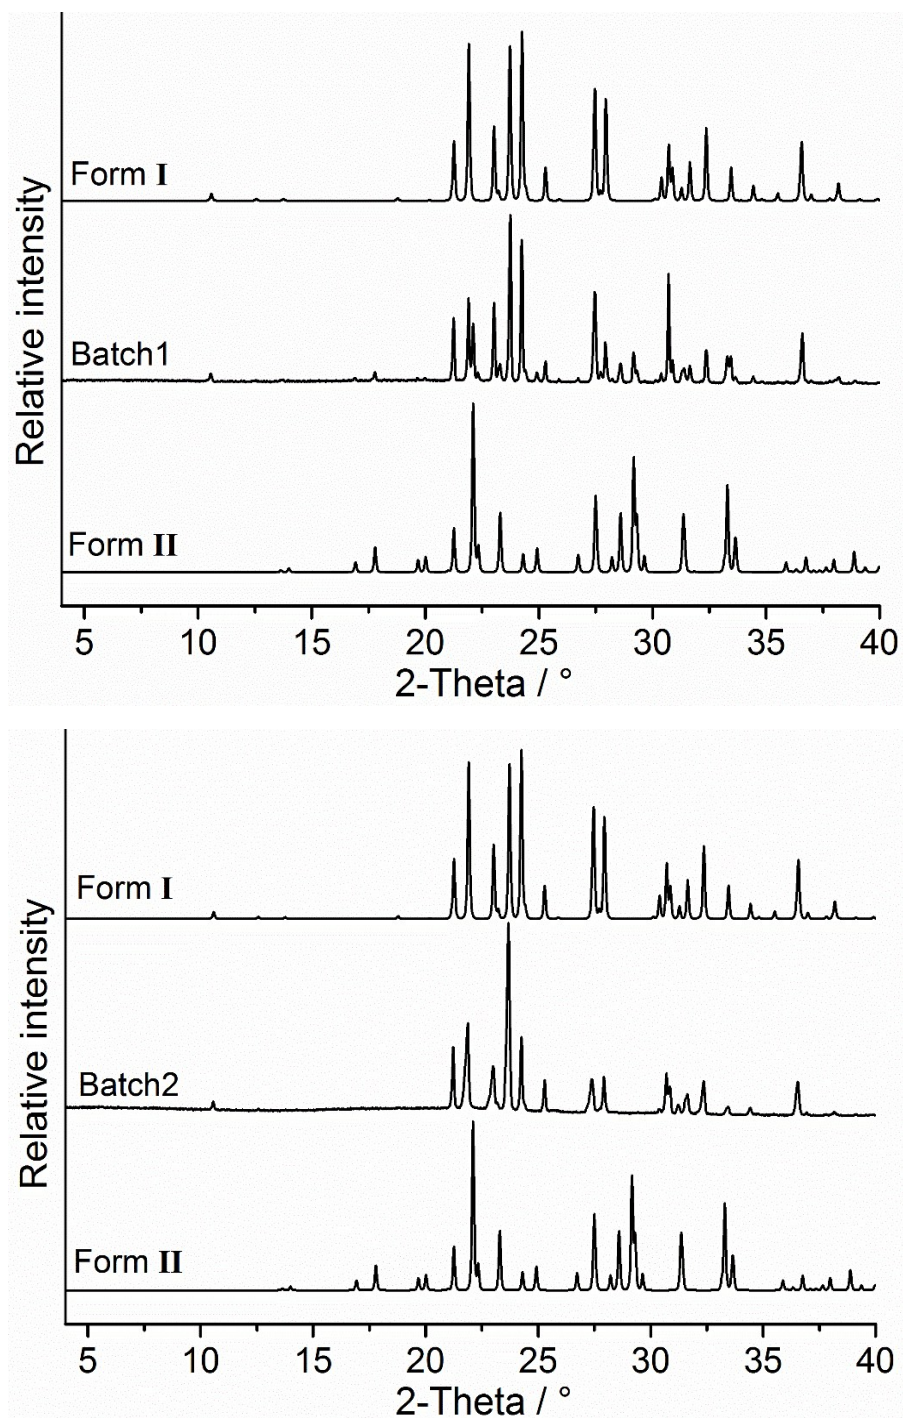 Relative intensity
Form I
Batch1
Form II
5 10 15 20 25 30 35 40
2-Theta / °
Relative intensity
Form I
Batch2
Form II
5 10 15 20 25 30 35 40
2-Theta / °